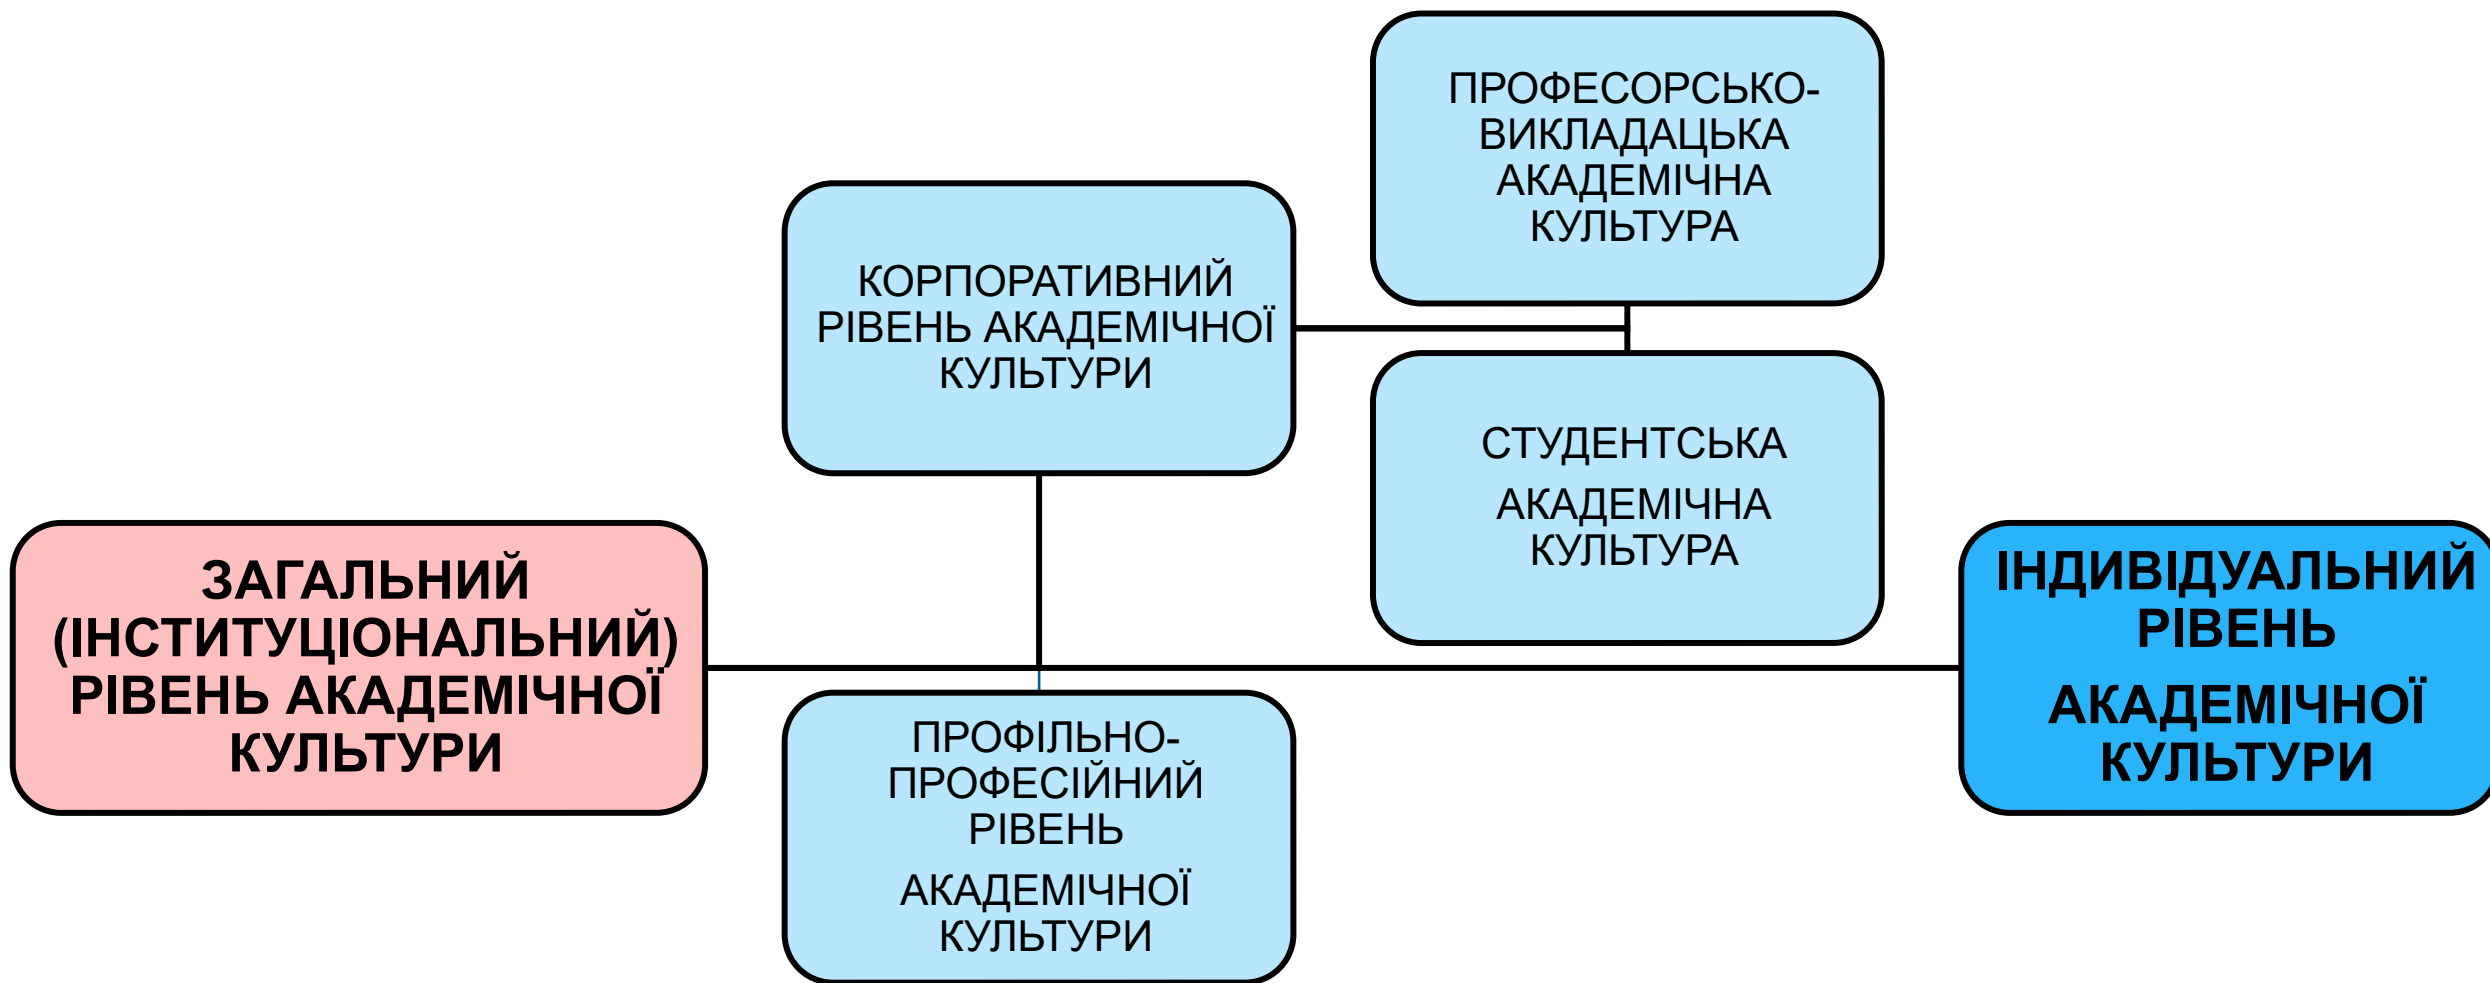 ПРОФЕСОРСЬКО-
ВИКЛАДАЦЬКА
АКАДЕМІЧНА
КУЛЬТУРА
КОРПОРАТИВНИЙ
РІВЕНЬ АКАДЕМІЧНОЇ
КУЛЬТУРИ
СТУДЕНТСЬКА
АКАДЕМІЧНА
КУЛЬТУРА
ЗАГАЛЬНИЙ
(ІНСТИТУЦІОНАЛЬНИЙ)
РІВЕНЬ АКАДЕМІЧНОЇ
КУЛЬТУРИ
ІНДИВІДУАЛЬНИЙ
РІВЕНЬ
АКАДЕМІЧНОЇ
КУЛЬТУРИ
ПРОФІЛЬНО-
ПРОФЕСІЙНИЙ
РІВЕНЬ
АКАДЕМІЧНОЇ
КУЛЬТУРИ